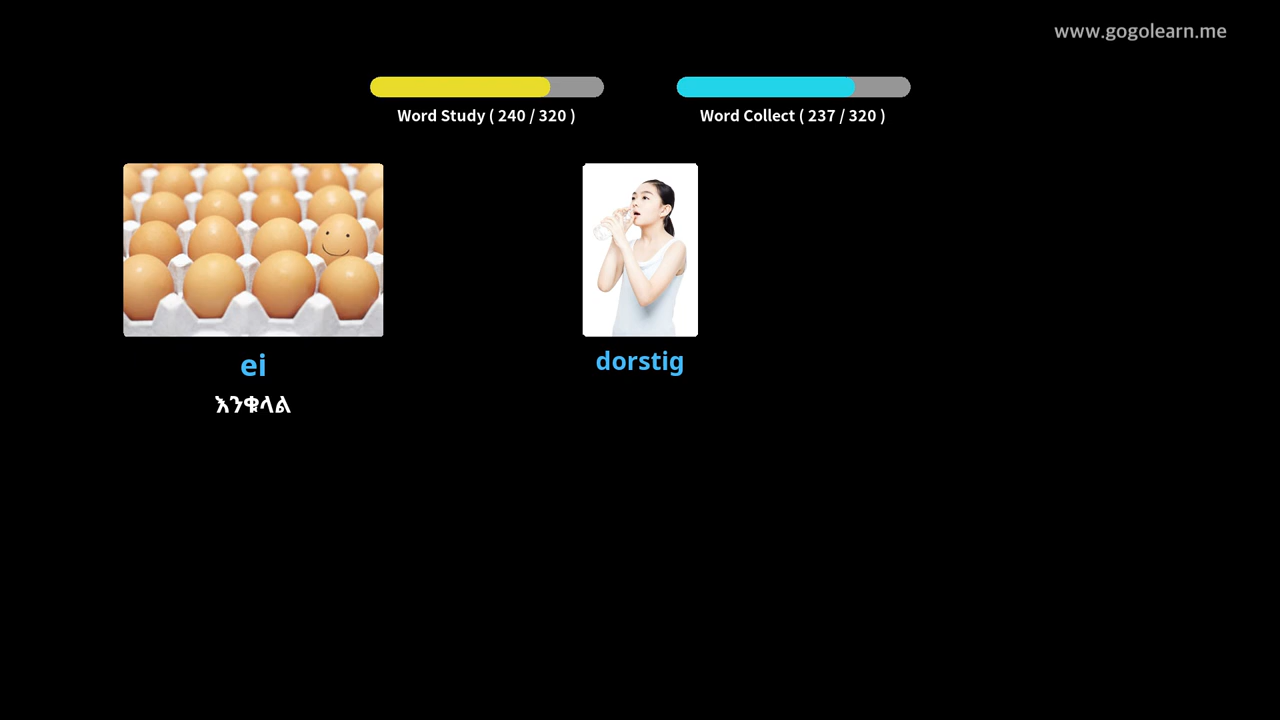 www.gogolearn.me
Word Study ( 240 / 320 )
Word Collect ( 237 / 320 )
ei
እንቁላል
dorstig